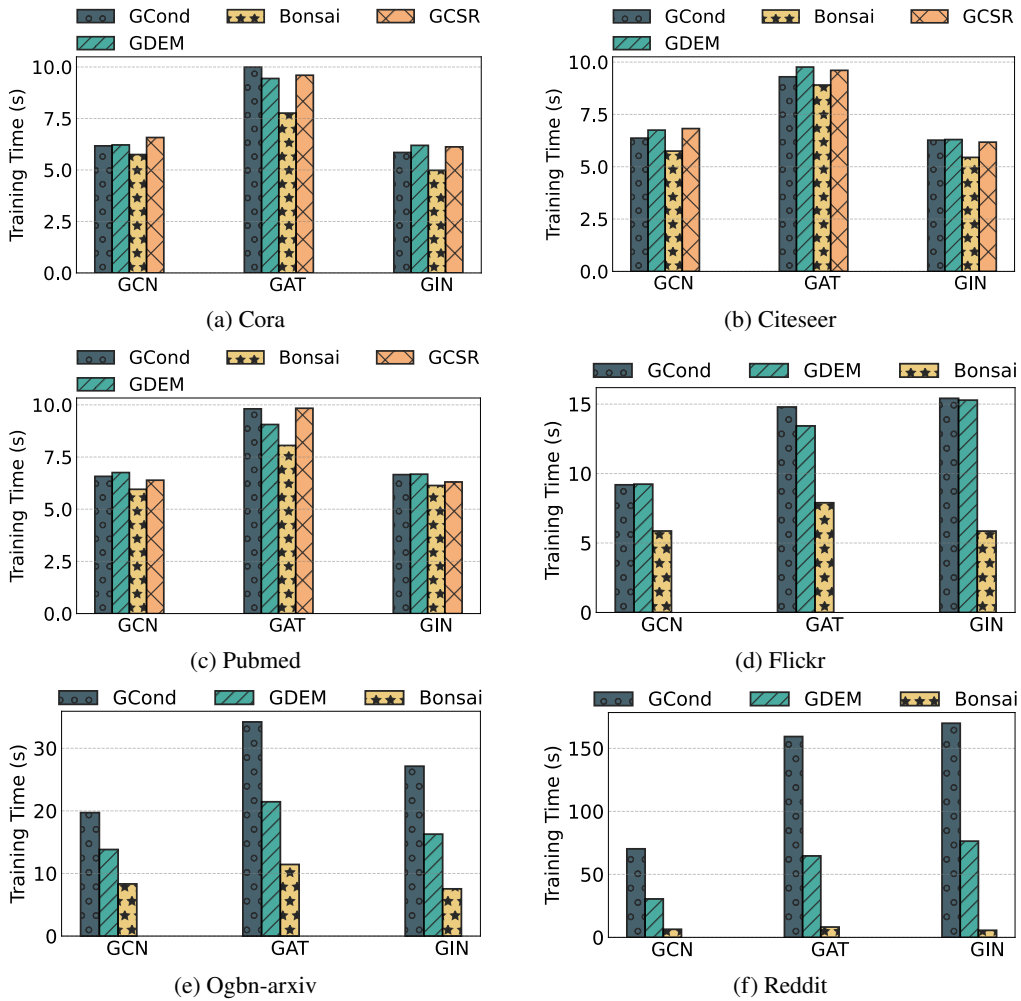 GCond Bonsai GCSR
GDEM
Training Time (s)
10.0
7.5
5.0
2.5
0.0
GCN GAT GIN
(a) Cora
GCond Bonsai GCSR
GDEM
Training Time (s)
10.0
7.5
5.0
2.5
0.0
GCN GAT GIN
(b) Citeseer
GCond Bonsai GCSR
GDEM
Training Time (s)
10.0
7.5
5.0
2.5
0.0
GCN GAT GIN
(c) Pubmed
GCond GDEM Bonsai
Training Time (s)
15
10
5
0
GCN GAT GIN
(d) Flickr
GCond GDEM Bonsai
Training Time (s)
30
20
10
0
GCN GAT GIN
(e) Ogbn-arxiv
GCond GDEM Bonsai
Training Time (s)
150
100
50
0
GCN GAT GIN
(f) Reddit